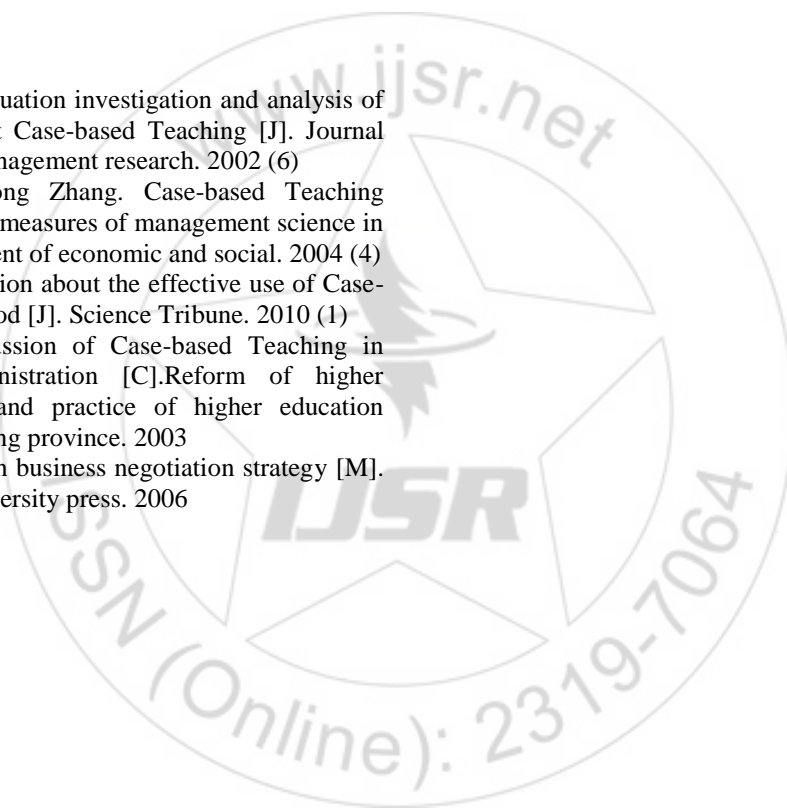 www.ijsr.net
uation investigation and analysis of
t Case-based Teaching [J]. Journal
nagement research. 2002 (6)
ong Zhang. Case-based Teaching
measures of management science in
ent of economic and social. 2004 (4)
ion about the effective use of Case-
od [J]. Science Tribune. 2010 (1)
ussion of Case-based Teaching in
nistration [C].Reform of higher
and practice of higher education
ng province. 2003
n business negotiation strategy [M].
versity press. 2006
IJSR
ISSN (Online): 2319-7064